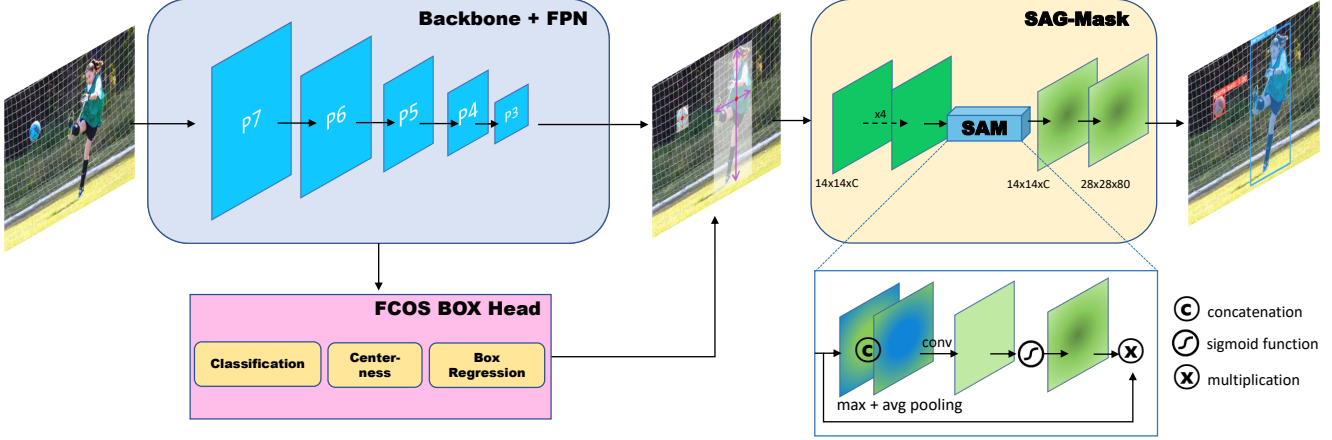 Backbone + FPN
P7
P6
P5
P4
P3
SAG-Mask
x4
SAM
14x14xC
14x14xC
28x28x80
FCOS BOX Head
Classification
Center-
ness
Box
Regression
C
conv
max + avg pooling
x
C concatenation
sigmoid function
x multiplication